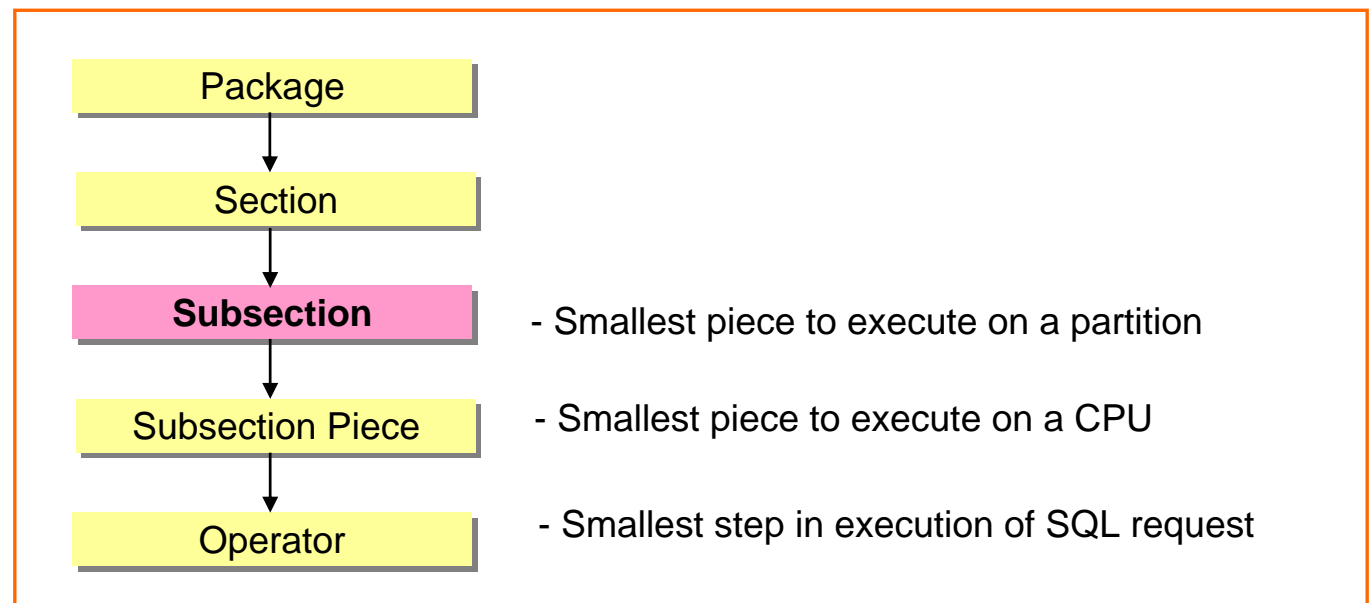 Package
Section
Subsection
- Smallest piece to execute on a partition
Subsection Piece
- Smallest piece to execute on a CPU
Operator
- Smallest step in execution of SQL request